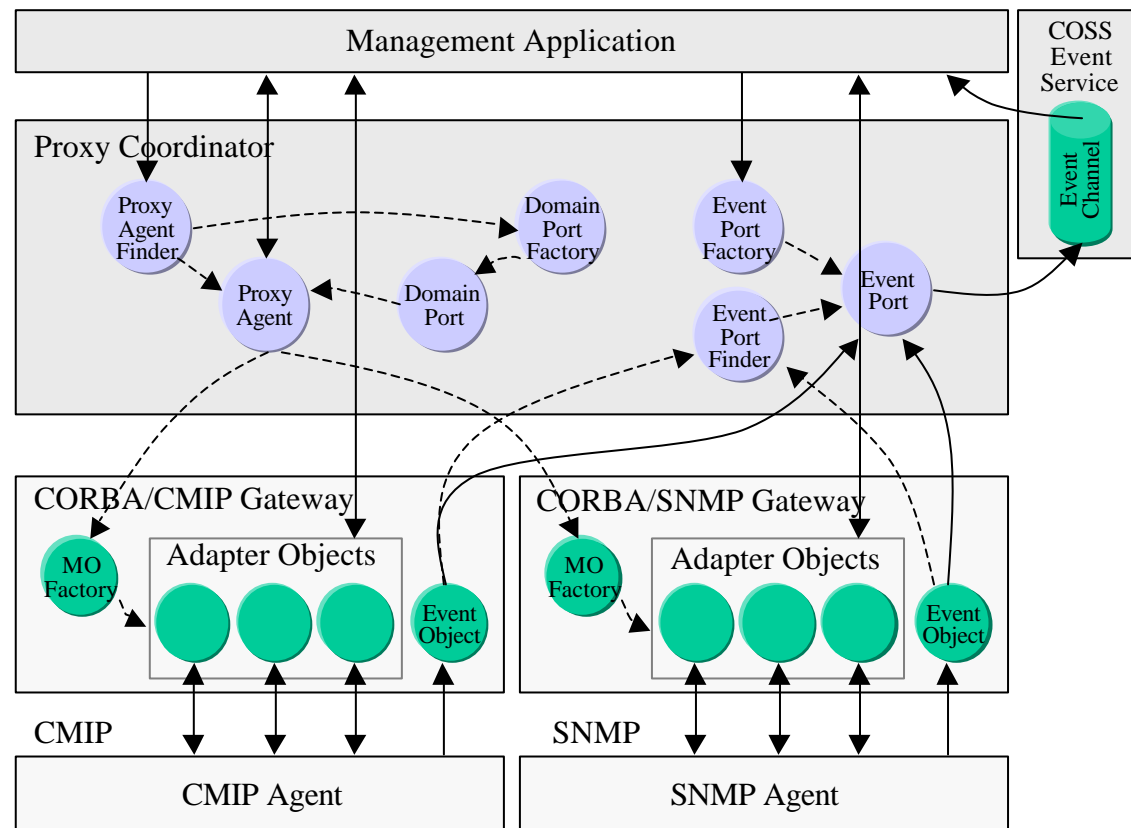 Management Application
COSS
Event
Service
Event
Channel
Proxy Coordinator
Proxy
Agent
Finder
Domain
Port
Factory
Event
Port
Factory
Proxy
Agent
Domain
Port
Event
Port
Finder
Event
Port
CORBA/CMIP Gateway
MO
Factory
Adapter Objects
Event
Object
CORBA/SNMP Gateway
MO
Factory
Adapter Objects
Event
Object
CMIP
SNMP
CMIP Agent
SNMP Agent